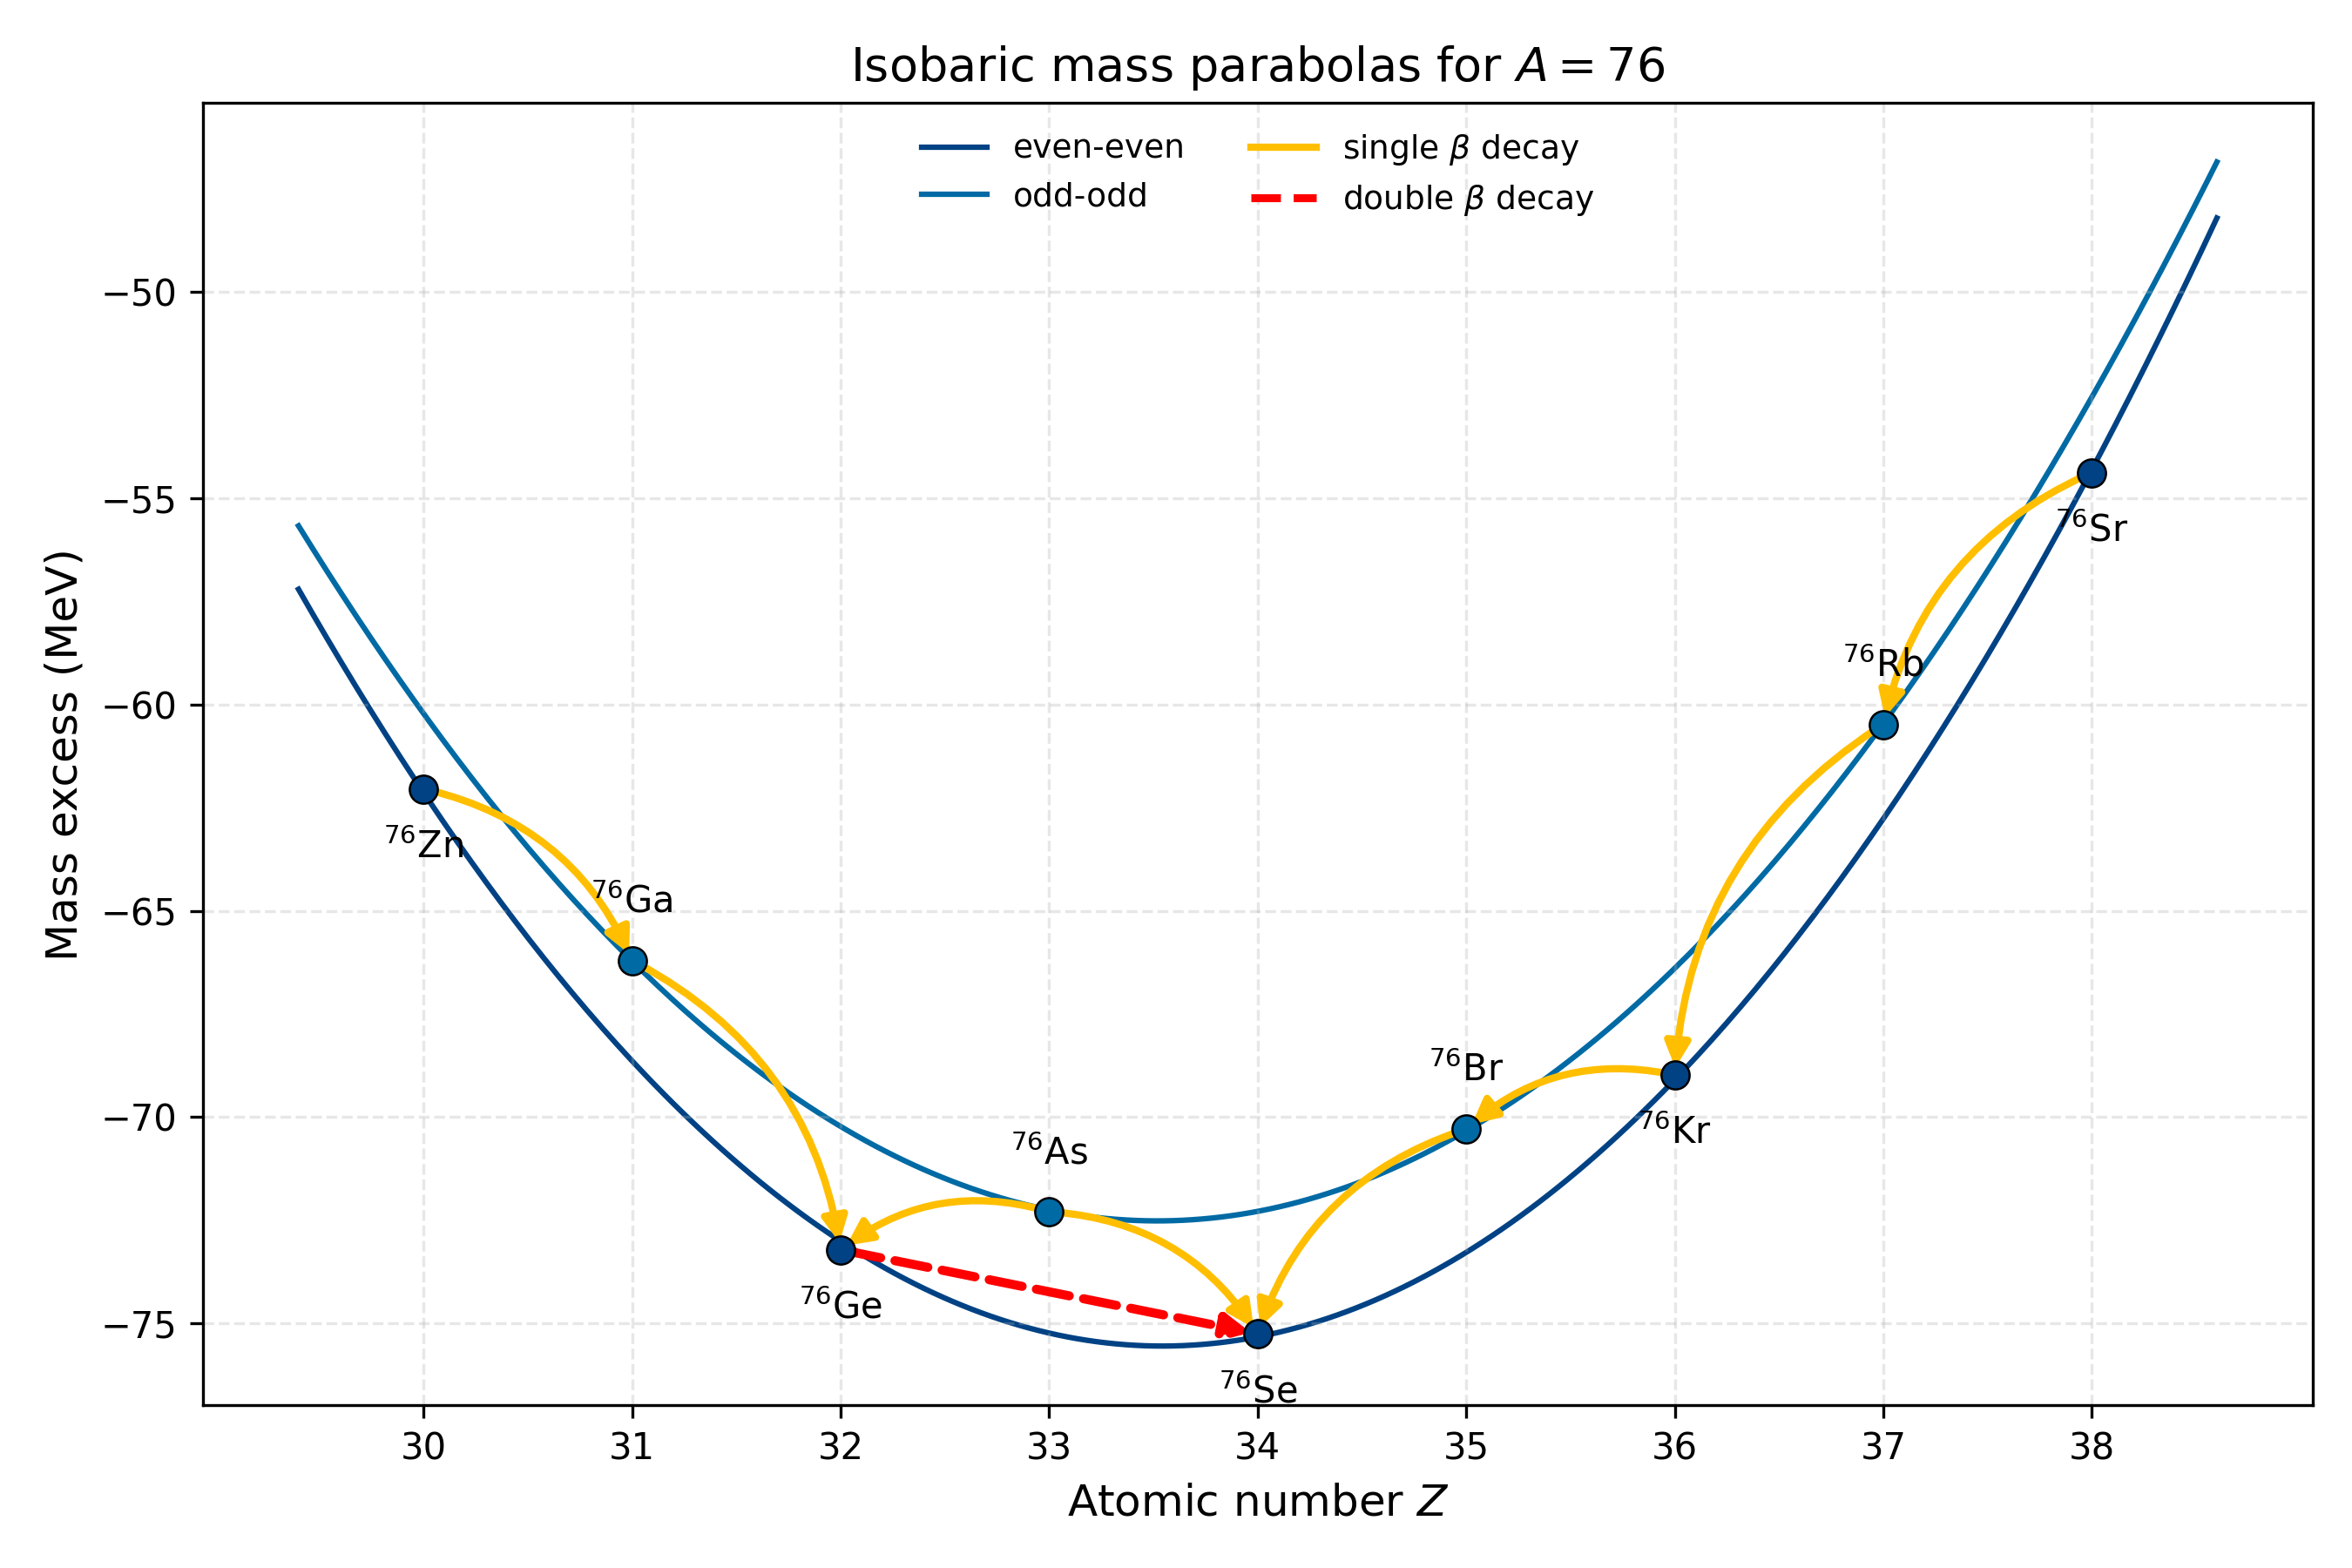 Isobaric mass parabolas for A = 76
even-even
odd-odd
single β decay
double β decay
Mass excess (MeV)
−50
−55
−60
−65
−70
−75
⁷⁶Zn
⁷⁶Ga
⁷⁶Ge
⁷⁶As
⁷⁶Se
⁷⁶Br
⁷⁶Kr
⁷⁶Rb
⁷⁶Sr
30 31 32 33 34 35 36 37 38
Atomic number Z